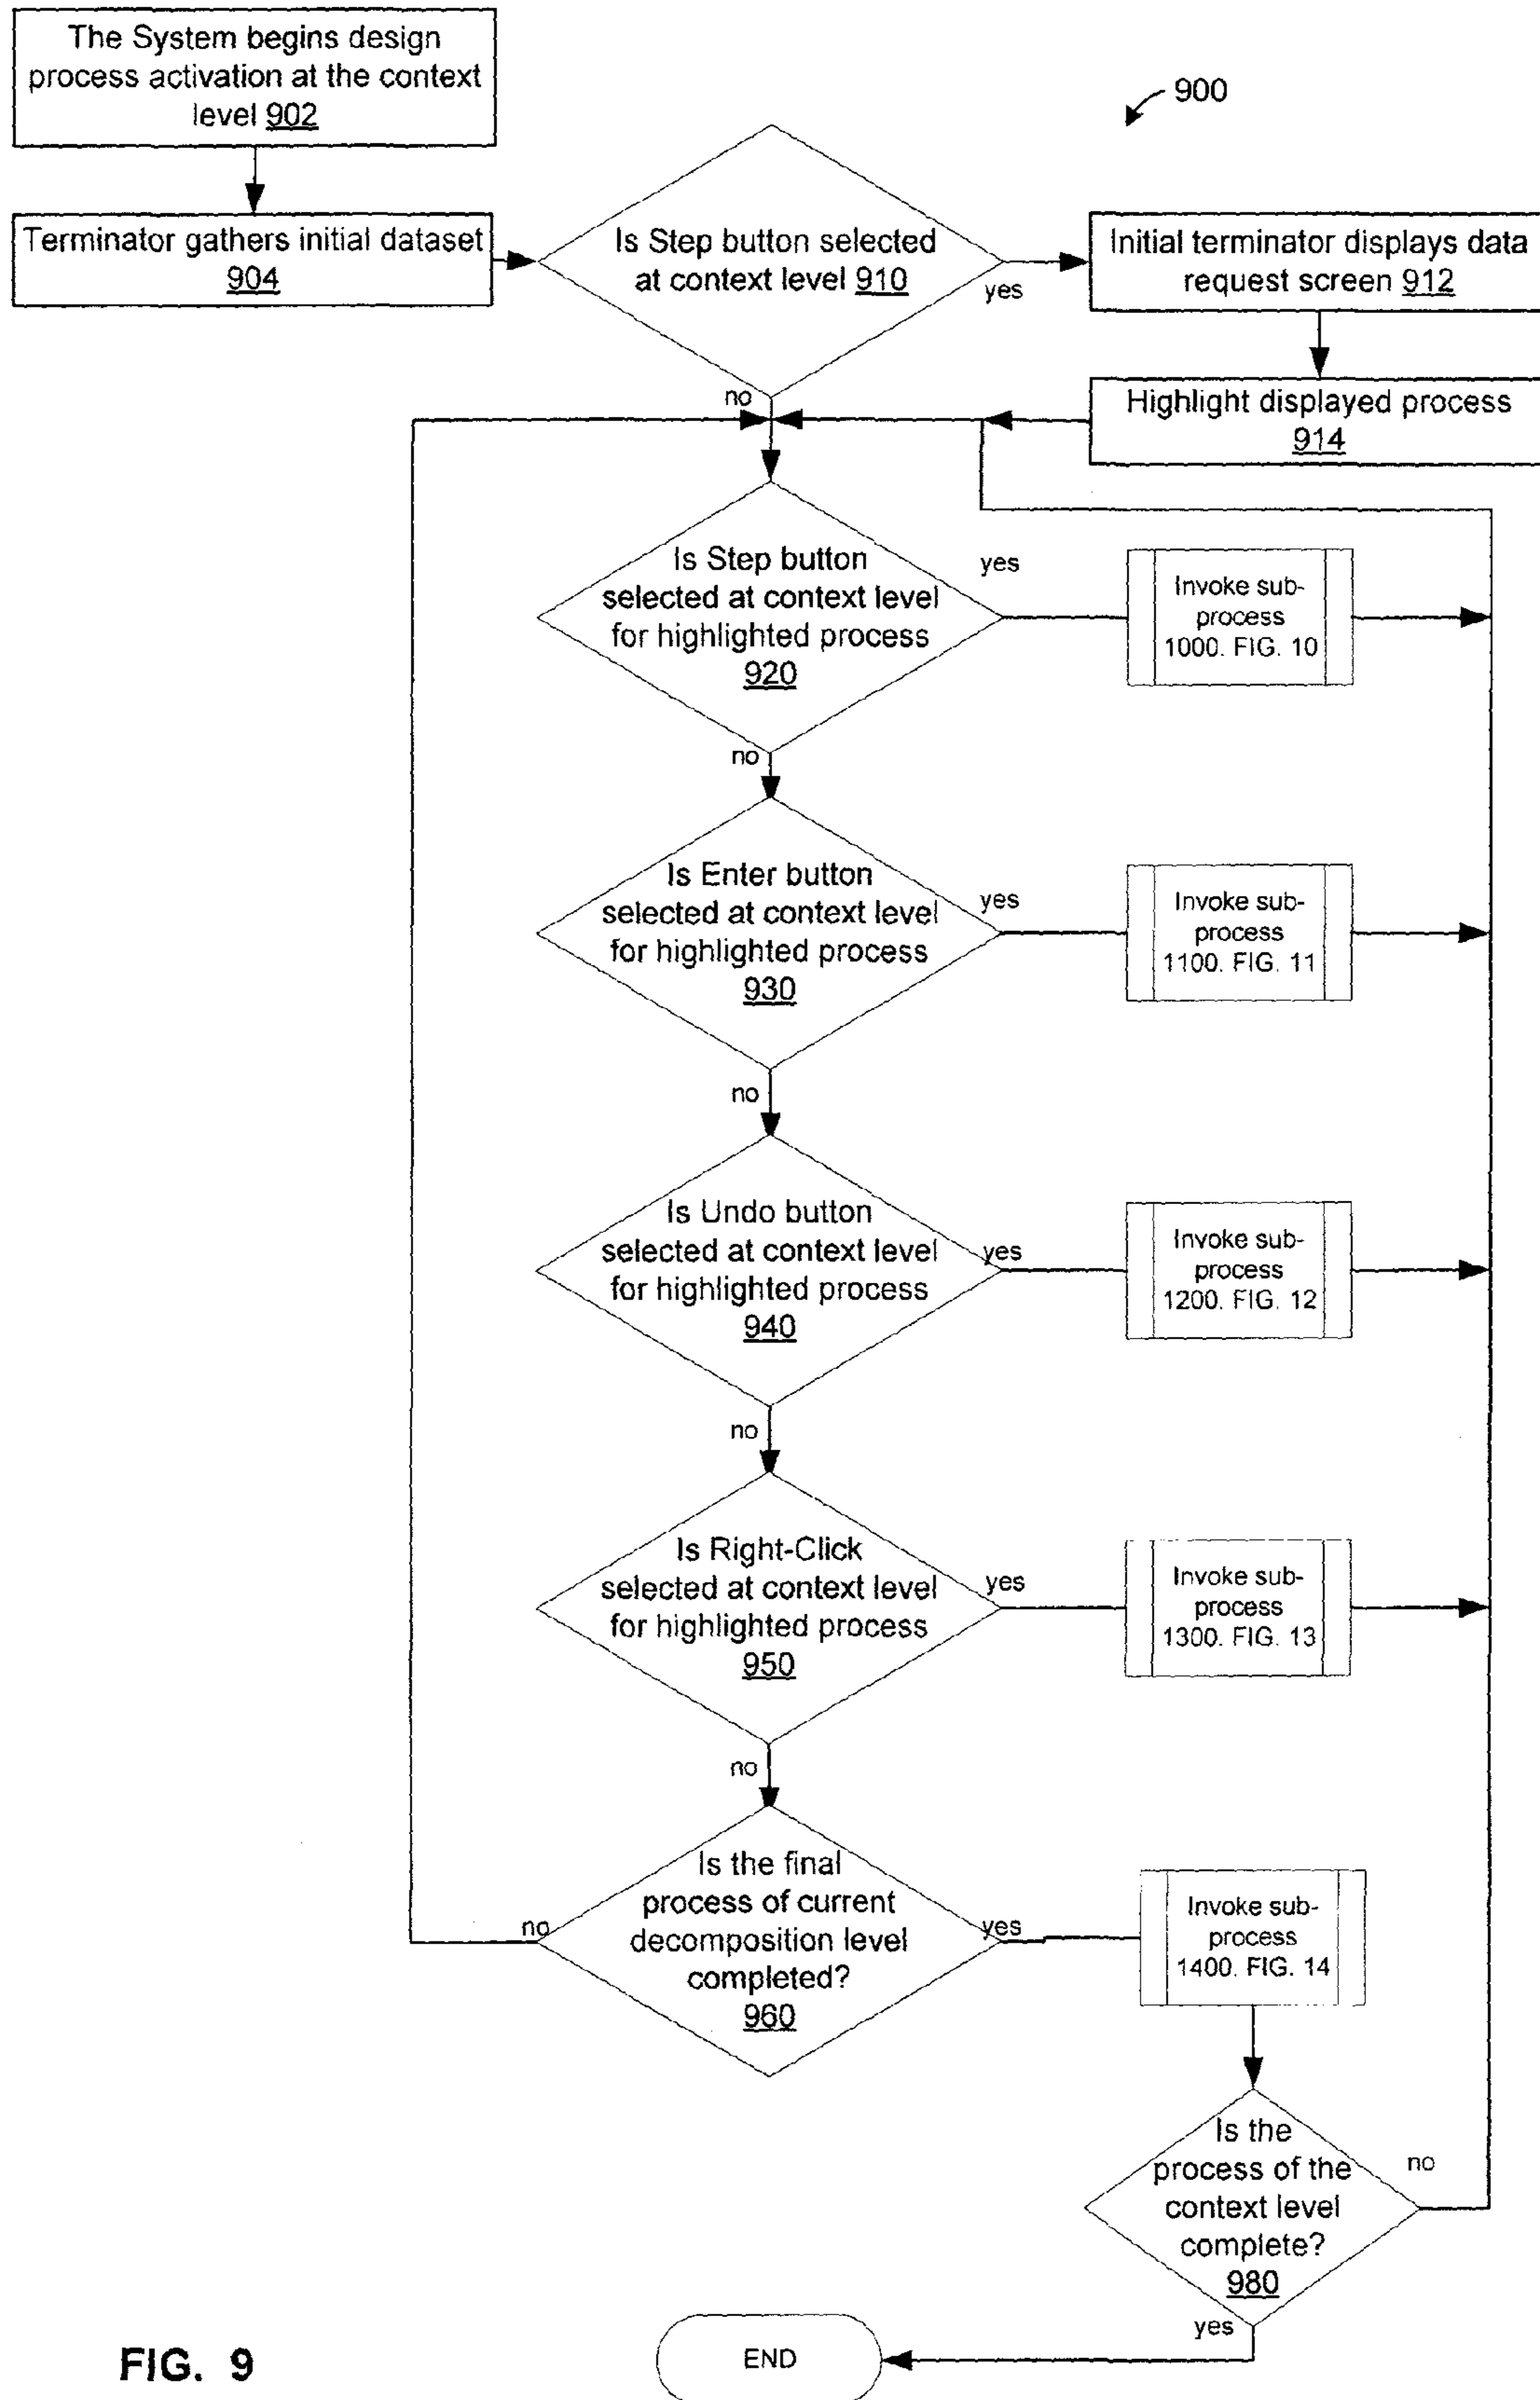 The System begins design
process activation at the context
level 902
900
Terminator gathers initial dataset
904
Is Step button selected
at context level 910
yes
Initial terminator displays data
request screen 912
no
Highlight displayed process
914
Is Step button
selected at context level
for highlighted process
920
yes
Invoke sub-
process
1000. FIG. 10
no
Is Enter button
selected at context level
for highlighted process
930
yes
Invoke sub-
process
1100. FIG. 11
no
Is Undo button
selected at context level
for highlighted process
940
yes
Invoke sub-
process
1200. FIG. 12
no
Is Right-Click
selected at context level
for highlighted process
950
yes
Invoke sub-
process
1300. FIG. 13
no
Is the final
process of current
decomposition level
completed?
960
no
yes
Invoke sub-
process
1400. FIG. 14
Is the
process of the
context level
complete?
980
no
yes
END
FIG. 9